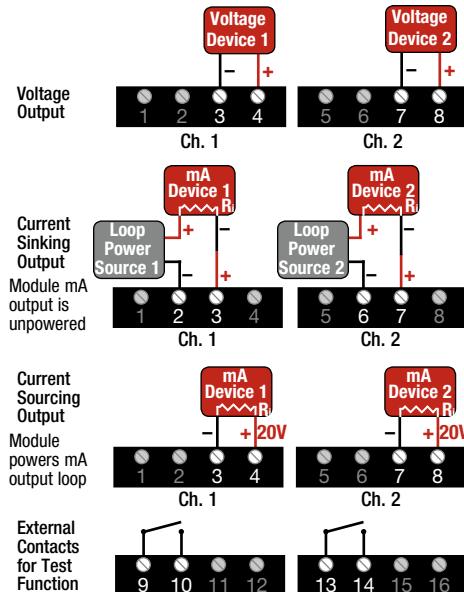 Voltage Device 1
Voltage Device 2
– +
– +
Voltage Output
1 2 3 4
5 6 7 8
Ch. 1
Ch. 2
mA Device 1
Ri
mA Device 2
Ri
Current Sinking Output
Loop Power Source 1
+ –
Loop Power Source 2
+ –
Module mA output is unpowered
– +
– +
1 2 3 4
5 6 7 8
Ch. 1
Ch. 2
Current Sourcing Output
mA Device 1
Ri
mA Device 2
Ri
Module powers mA output loop
– + 20V
– + 20V
1 2 3 4
5 6 7 8
Ch. 1
Ch. 2
External Contacts for Test Function
9 10 11 12
13 14 15 16